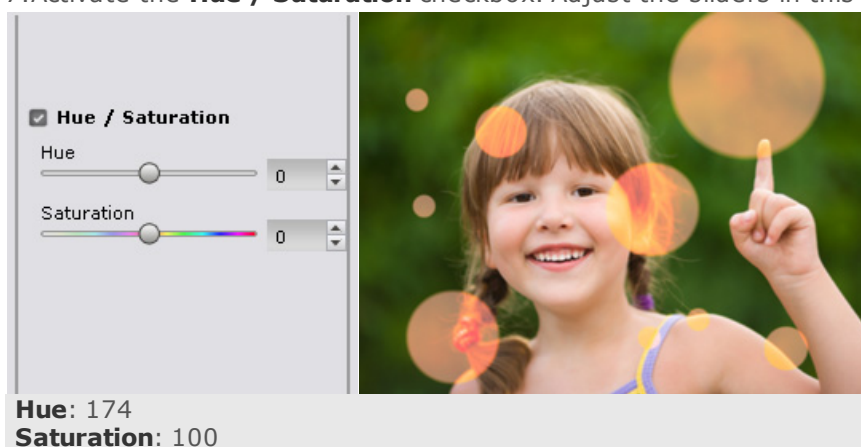 Activate the Hue / Saturation checkbox. Adjust the sliders in this
Hue / Saturation
Hue
0
Saturation
0
Hue: 174
Saturation: 100